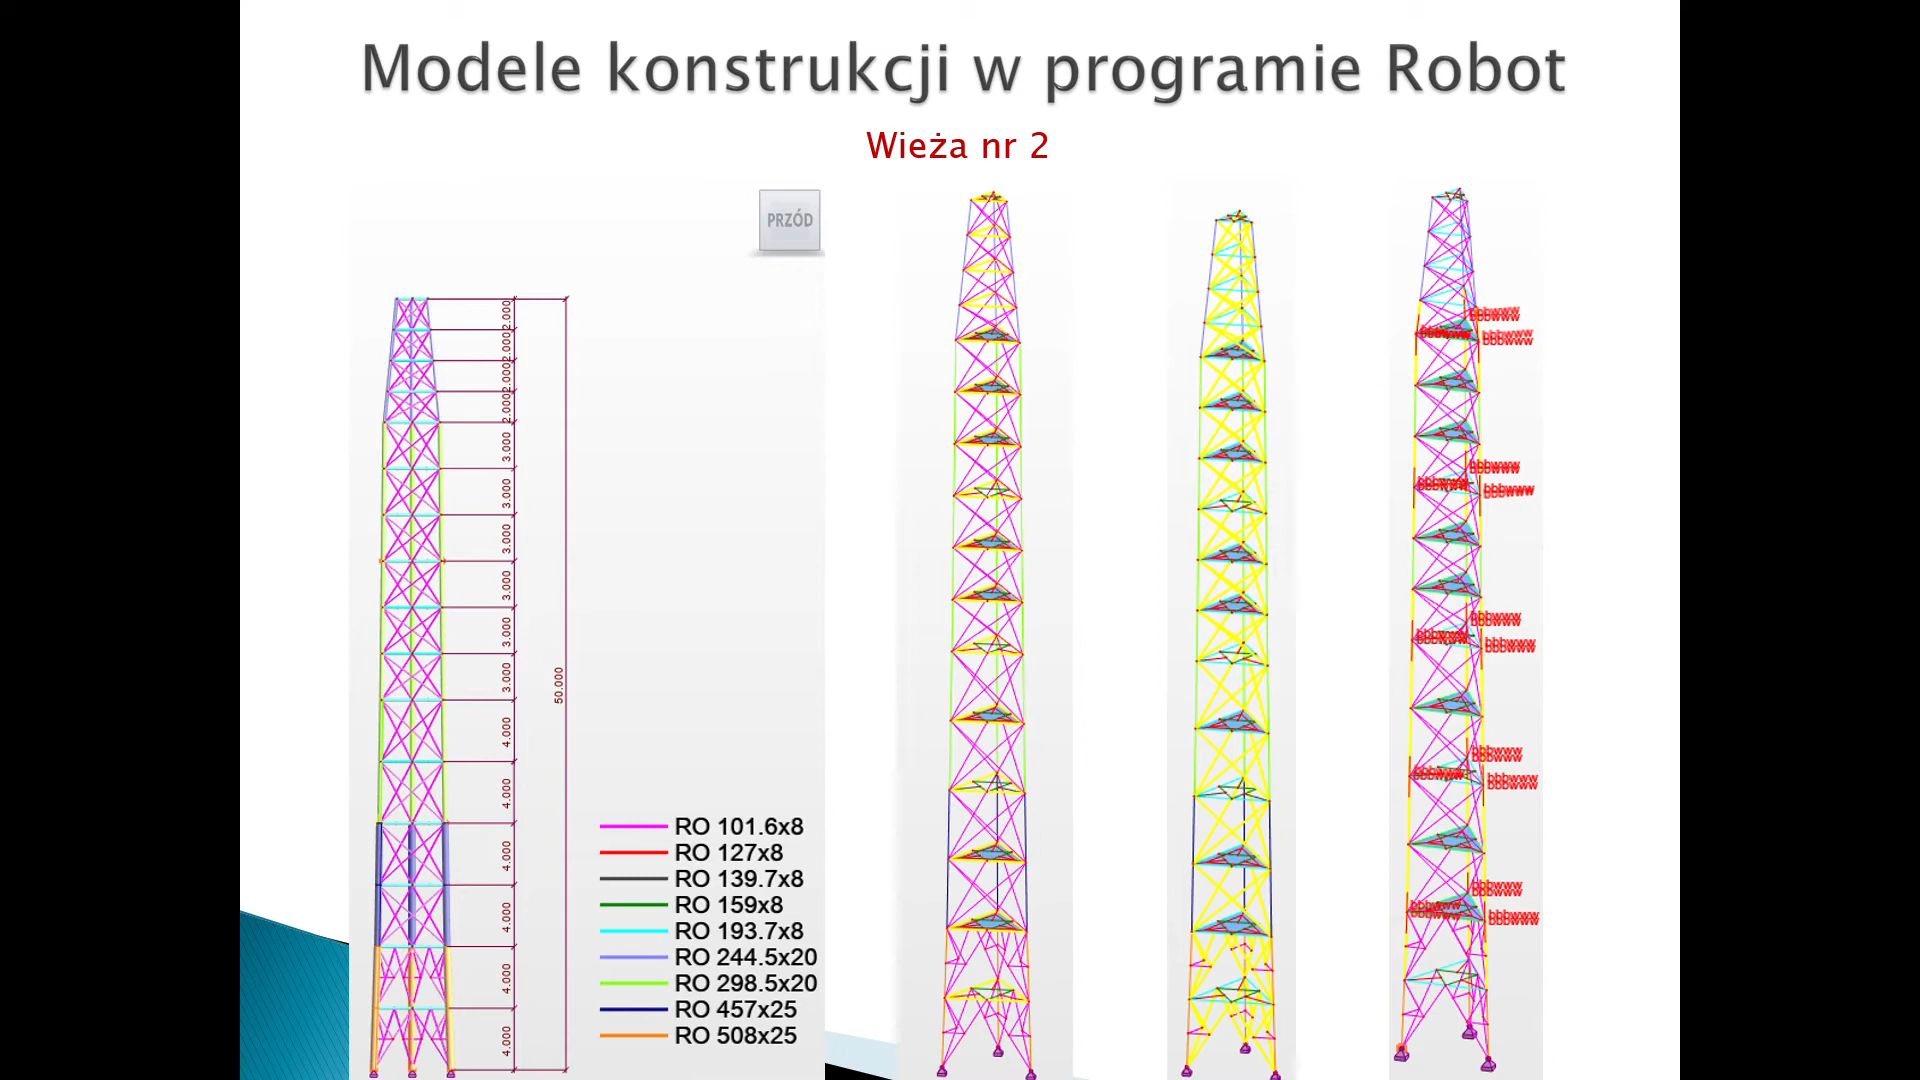 Modele konstrukcji w programie Robot
Wieża nr 2
PRZÓD
2.000
2.000
2.000
2.000
3.000
3.000
3.000
3.000
3.000
3.000
4.000
4.000
4.000
4.000
4.000
4.000
50.000
RO 101.6x8
RO 127x8
RO 139.7x8
RO 159x8
RO 193.7x8
RO 244.5x20
RO 298.5x20
RO 457x25
RO 508x25